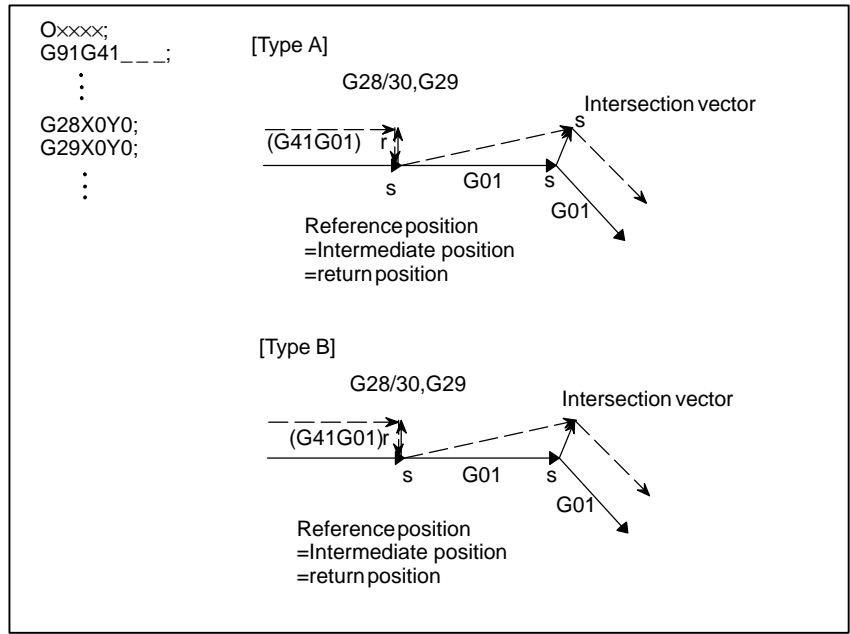 O××××;
G91G41_ _ _;
G28X0Y0;
G29X0Y0;
[Type A]
G28/30,G29
Intersection vector
s
(G41G01)
r
s
G01
s
G01
Reference position
=Intermediate position
=return position
[Type B]
G28/30,G29
Intersection vector
(G41G01)r
s
G01
s
G01
Reference position
=Intermediate position
=return position